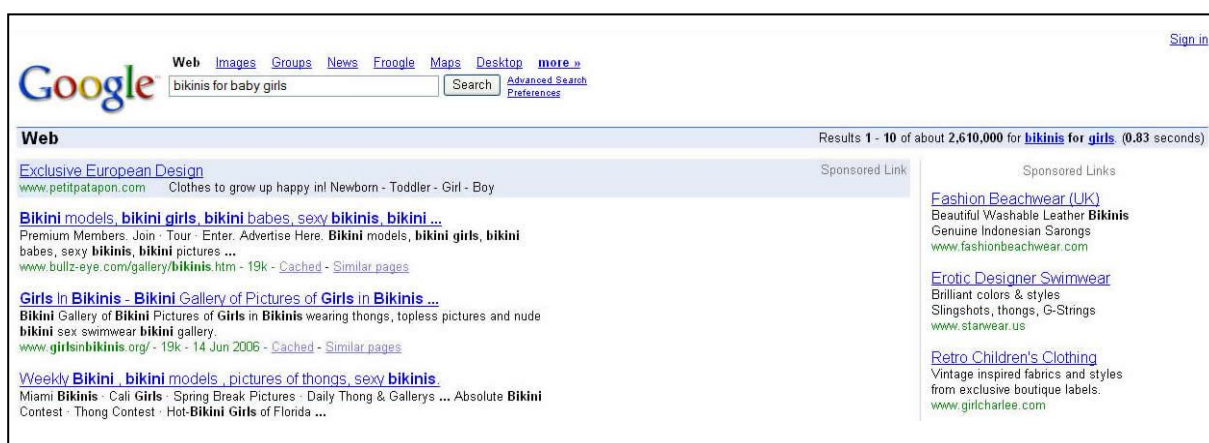 Sign in
Google™
Web Images Groups News Froogle Maps Desktop more »
bikinis for baby girls Search Advanced Search
Preferences
Web Results 1 - 10 of about 2,610,000 for bikinis for girls. (0.83 seconds)
Exclusive European Design Sponsored Link
www.petitpatapon.com Clothes to grow up happy in! Newborn - Toddler - Girl - Boy
Bikini models, bikini girls, bikini babes, sexy bikinis, bikini ...
Premium Members. Join · Tour · Enter. Advertise Here. Bikini models, bikini girls, bikini
babes, sexy bikinis, bikini pictures ...
www.bullz-eye.com/gallery/bikinis.htm - 19k - Cached - Similar pages
Girls In Bikinis - Bikini Gallery of Pictures of Girls in Bikinis ...
Bikini Gallery of Bikini Pictures of Girls in Bikinis wearing thongs, topless pictures and nude
bikini sex swimwear bikini gallery.
www.girlsinbikinis.org/ - 19k - 14 Jun 2006 - Cached - Similar pages
Weekly Bikini , bikini models , pictures of thongs, sexy bikinis.
Miami Bikinis · Cali Girls · Spring Break Pictures · Daily Thong & Gallerys ... Absolute Bikini
Contest · Thong Contest · Hot-Bikini Girls of Florida ...
Sponsored Links
Fashion Beachwear (UK)
Beautiful Washable Leather Bikinis
Genuine Indonesian Sarongs
www.fashionbeachwear.com
Erotic Designer Swimwear
Brilliant colors & styles
Slingshots, thongs, G-Strings
www.starwear.us
Retro Children's Clothing
Vintage inspired fabrics and styles
from exclusive boutique labels.
www.girlcharlee.com